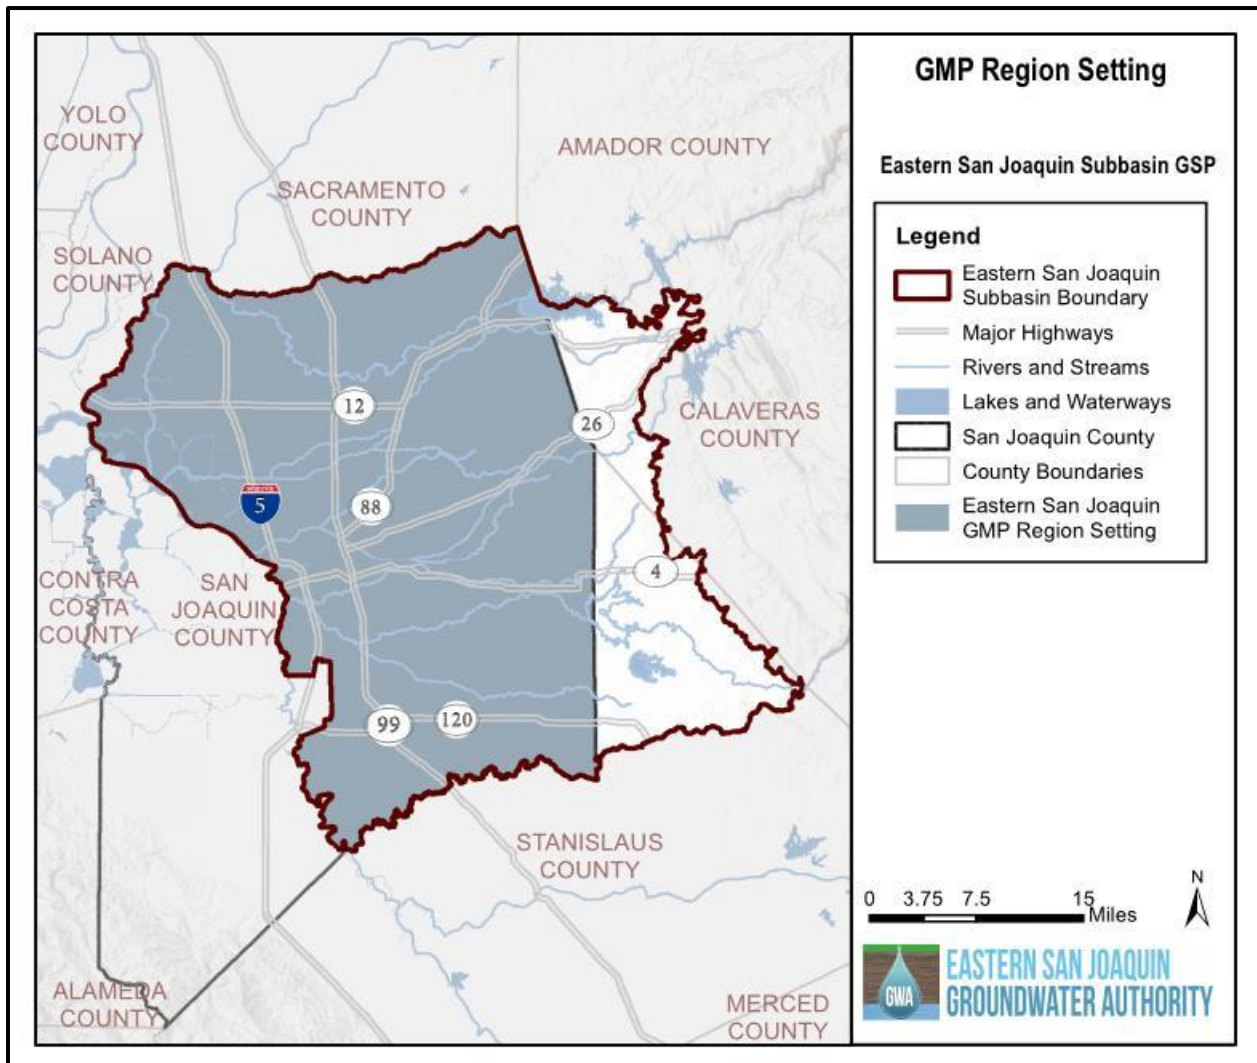 GMP Region Setting
Eastern San Joaquin Subbasin GSP
Legend
Eastern San Joaquin
Subbasin Boundary
Major Highways
Rivers and Streams
Lakes and Waterways
San Joaquin County
County Boundaries
Eastern San Joaquin
GMP Region Setting
YOLO
COUNTY
AMADOR COUNTY
SACRAMENTO
COUNTY
SOLANO
COUNTY
12
26
CALAVERAS
COUNTY
5
88
4
CONTRA
COSTA
COUNTY
SAN
JOAQUIN
COUNTY
99
120
STANISLAUS
COUNTY
ALAMEDA
COUNTY
MERCED
COUNTY
N
0 3.75 7.5 15
Miles
GWA
EASTERN SAN JOAQUIN
GROUNDWATER AUTHORITY